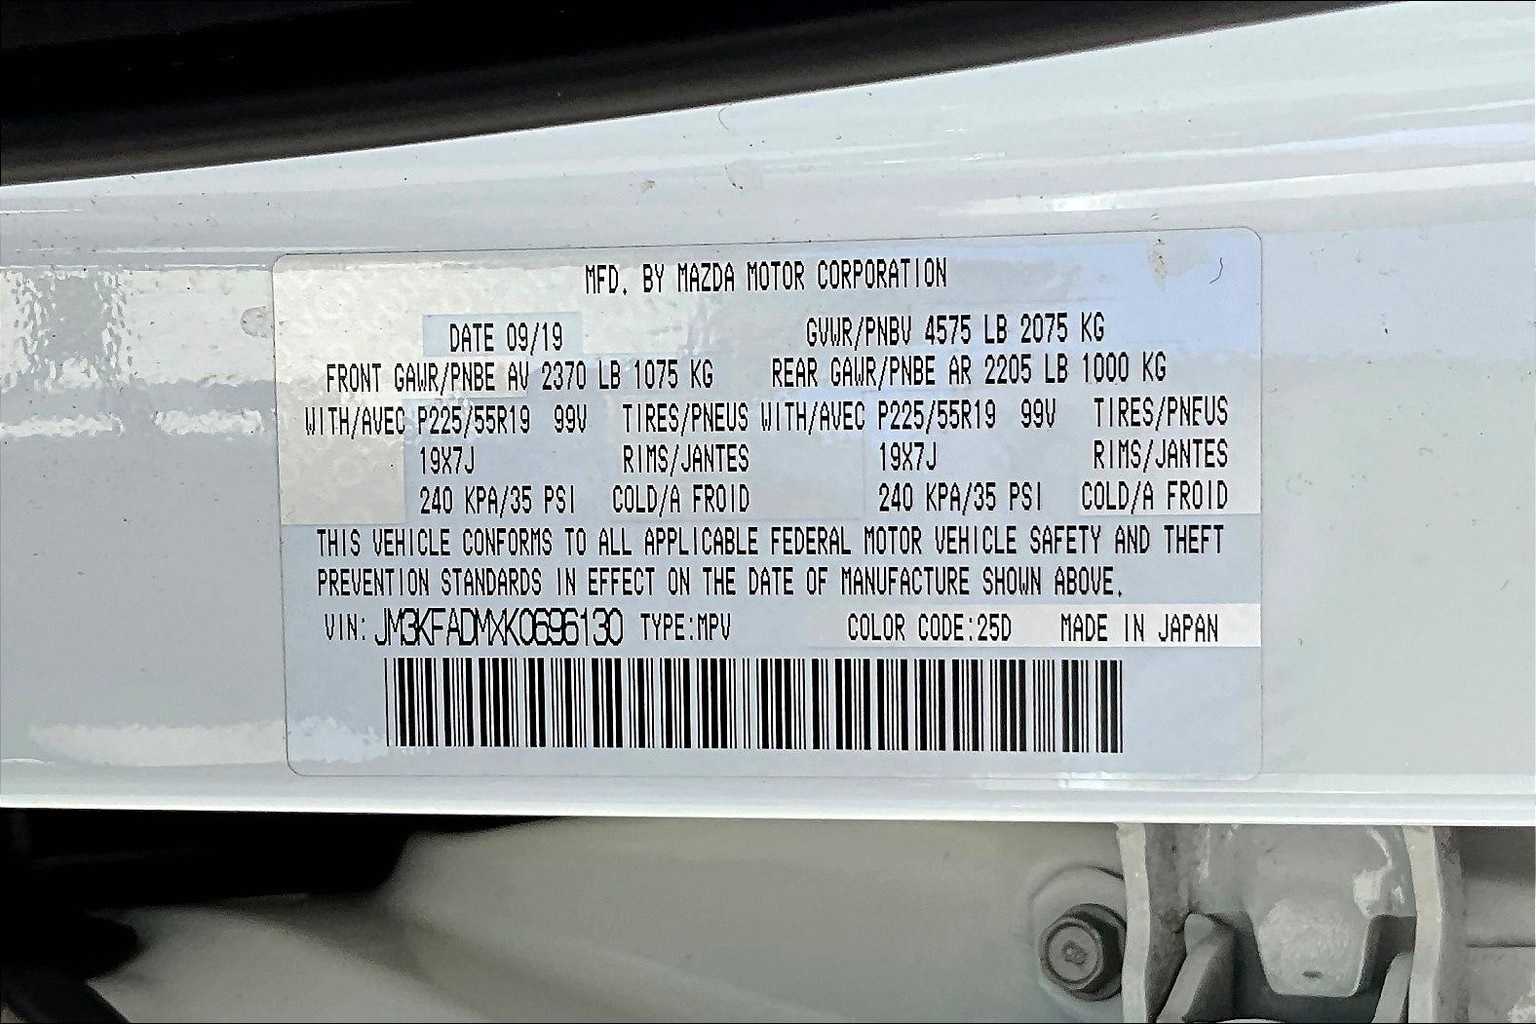 MFD. BY MAZDA MOTOR CORPORATION
DATE 09/19 GVWR/PNBV 4575 LB 2075 KG
FRONT GAWR/PNBE AV 2370 LB 1075 KG REAR GAWR/PNBE AR 2205 LB 1000 KG
WITH/AVEC P225/55R19 99V TIRES/PNEUS WITH/AVEC P225/55R19 99V TIRES/PNEUS
19X7J RIMS/JANTES 19X7J RIMS/JANTES
240 KPA/35 PSI COLD/A FROID 240 KPA/35 PSI COLD/A FROID
THIS VEHICLE CONFORMS TO ALL APPLICABLE FEDERAL MOTOR VEHICLE SAFETY AND THEFT
PREVENTION STANDARDS IN EFFECT ON THE DATE OF MANUFACTURE SHOWN ABOVE.
VIN: JM3KFADMXK0696130 TYPE:MPV COLOR CODE:25D MADE IN JAPAN